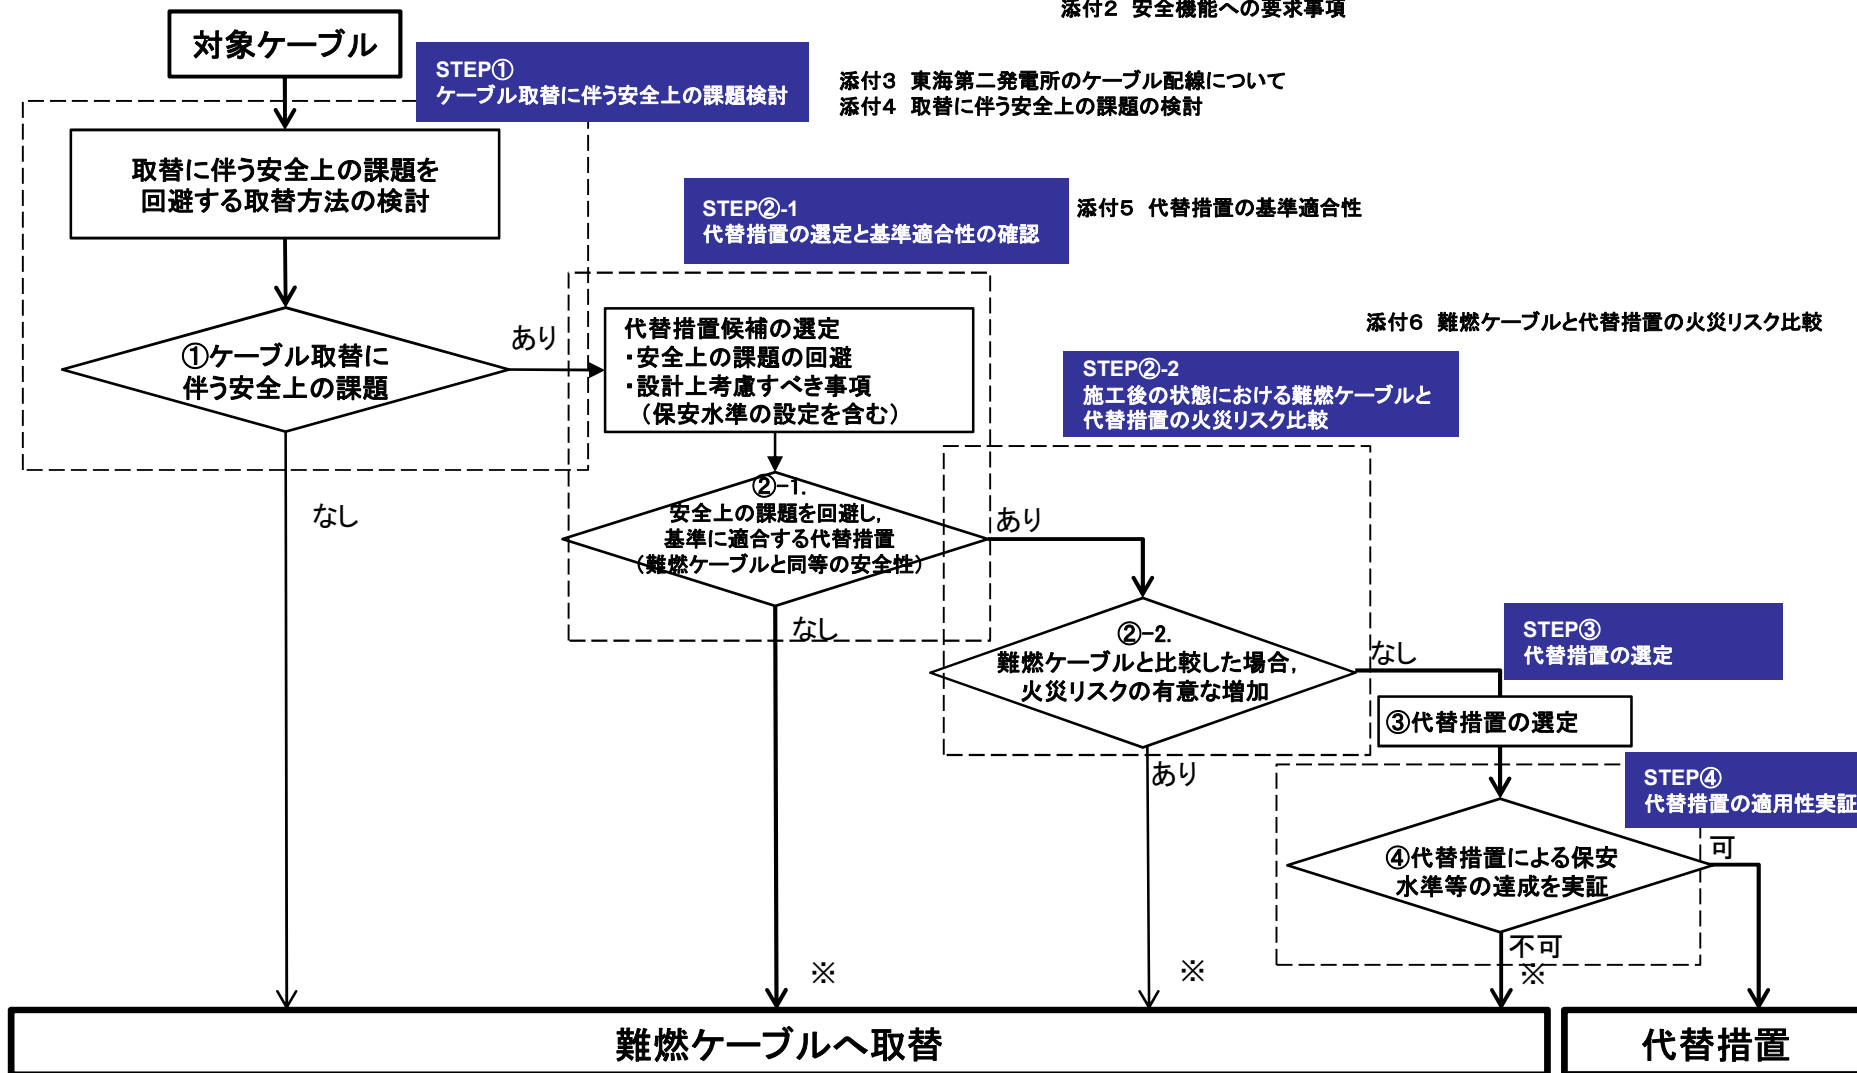 添付2 安全機能への要求事項
対象ケーブル
STEP①
ケーブル取替に伴う安全上の課題検討
添付3 東海第二発電所のケーブル配線について
添付4 取替に伴う安全上の課題の検討
取替に伴う安全上の課題を
回避する取替方法の検討
STEP②-1
代替措置の選定と基準適合性の確認
添付5 代替措置の基準適合性
①ケーブル取替に
伴う安全上の課題
あり
なし
代替措置候補の選定
・安全上の課題の回避
・設計上考慮すべき事項
（保安水準の設定を含む）
添付6 難燃ケーブルと代替措置の火災リスク比較
STEP②-2
施工後の状態における難燃ケーブルと
代替措置の火災リスク比較
②-1.
安全上の課題を回避し，
基準に適合する代替措置
（難燃ケーブルと同等の安全性）
あり
なし
②-2.
難燃ケーブルと比較した場合，
火災リスクの有意な増加
なし
あり
STEP③
代替措置の選定
③代替措置の選定
STEP④
代替措置の適用性実証
④代替措置による保安
水準等の達成を実証
可
不可
※
※
※
難燃ケーブルへ取替
代替措置